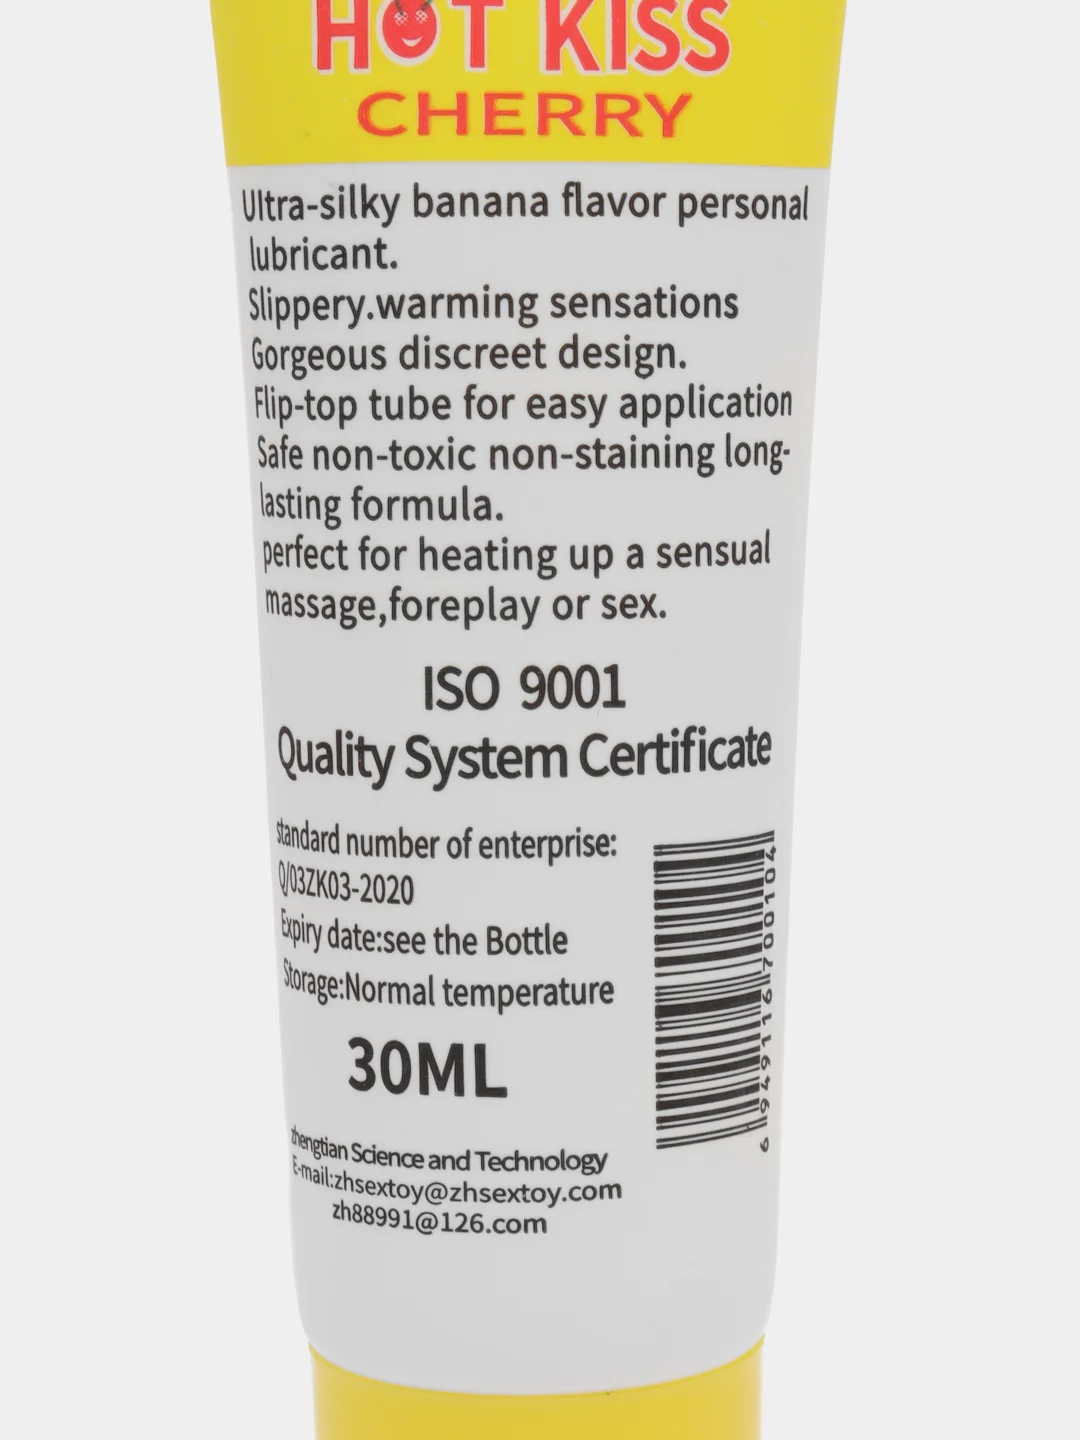 HOT KISS
CHERRY
Ultra-silky banana flavor personal
lubricant.
Slippery.warming sensations
Gorgeous discreet design.
Flip-top tube for easy application
Safe non-toxic non-staining long-
lasting formula.
perfect for heating up a sensual
massage,foreplay or sex.
ISO 9001
Quality System Certificate
standard number of enterprise:
Q/03ZK03-2020
Expiry date:see the Bottle
Storage:Normal temperature
30ML
zhengtian Science and Technology
E-mail:zhsextoy@zhsextoy.com
zh88991@126.com
6 949116 700104